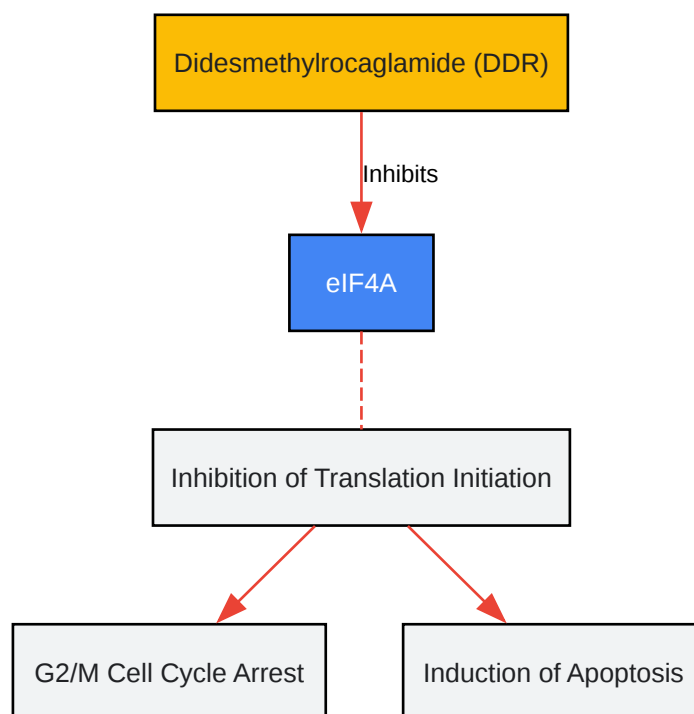 Didesmethylrocaglamide (DDR)
Inhibits
eIF4A
Inhibition of Translation Initiation
G2/M Cell Cycle Arrest
Induction of Apoptosis